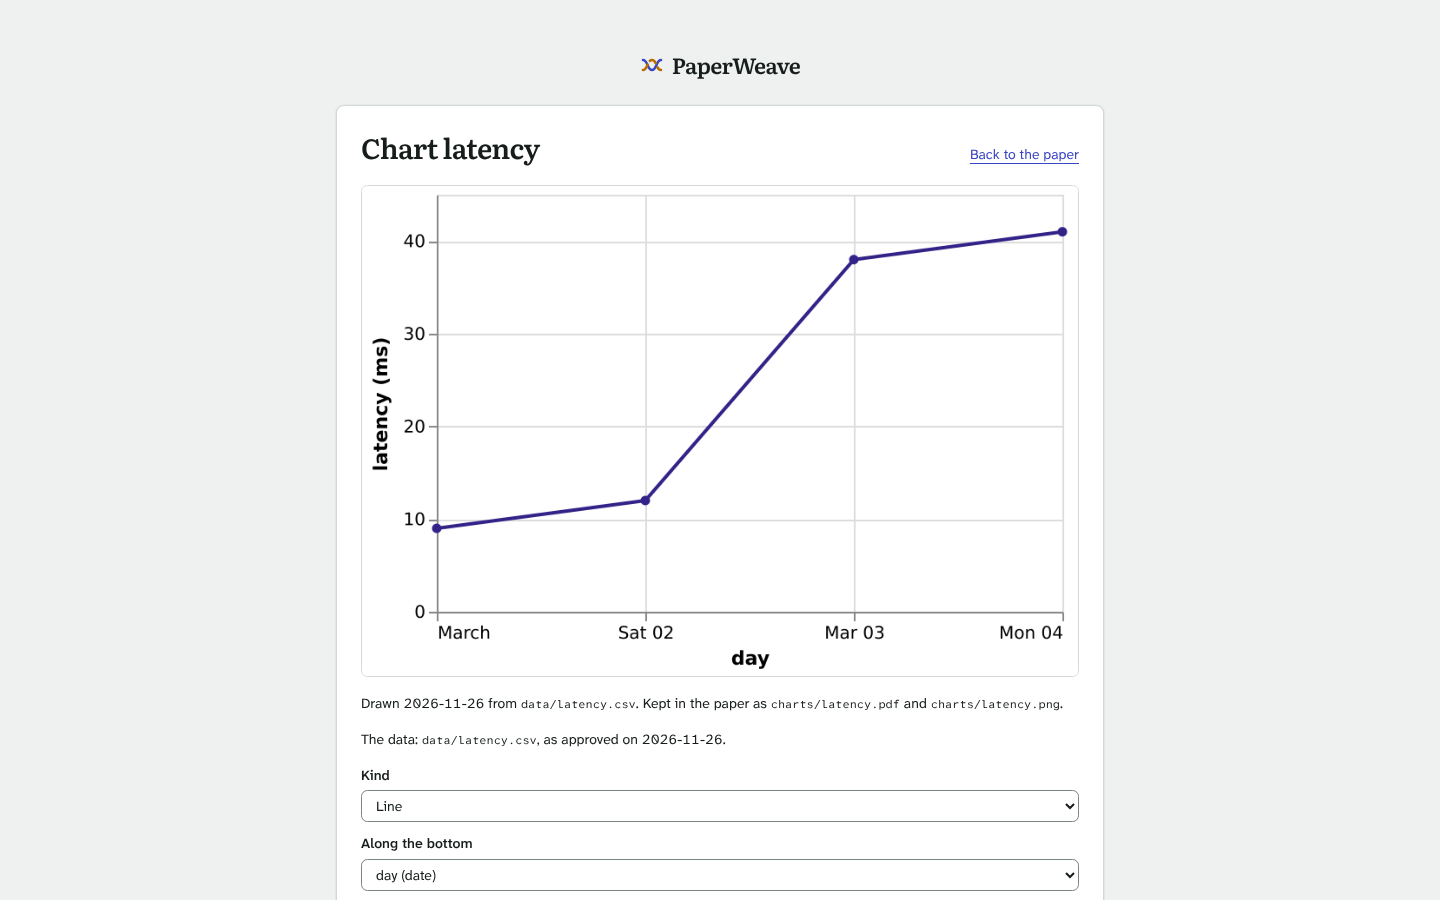 PaperWeave
Chart latency
Back to the paper
40
30
20
10
0
latency (ms)
March
Sat 02
Mar 03
Mon 04
day
Drawn 2026-11-26 from data/latency.csv. Kept in the paper as charts/latency.pdf and charts/latency.png.
The data: data/latency.csv, as approved on 2026-11-26.
Kind
Line
Along the bottom
day (date)